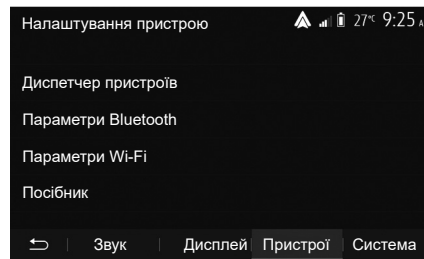 Налаштування пристрою 27°C 9:25 A
Диспетчер пристроїв
Параметри Bluetooth
Параметри Wi-Fi
Посібник
Звук Дисплей Пристрої Система